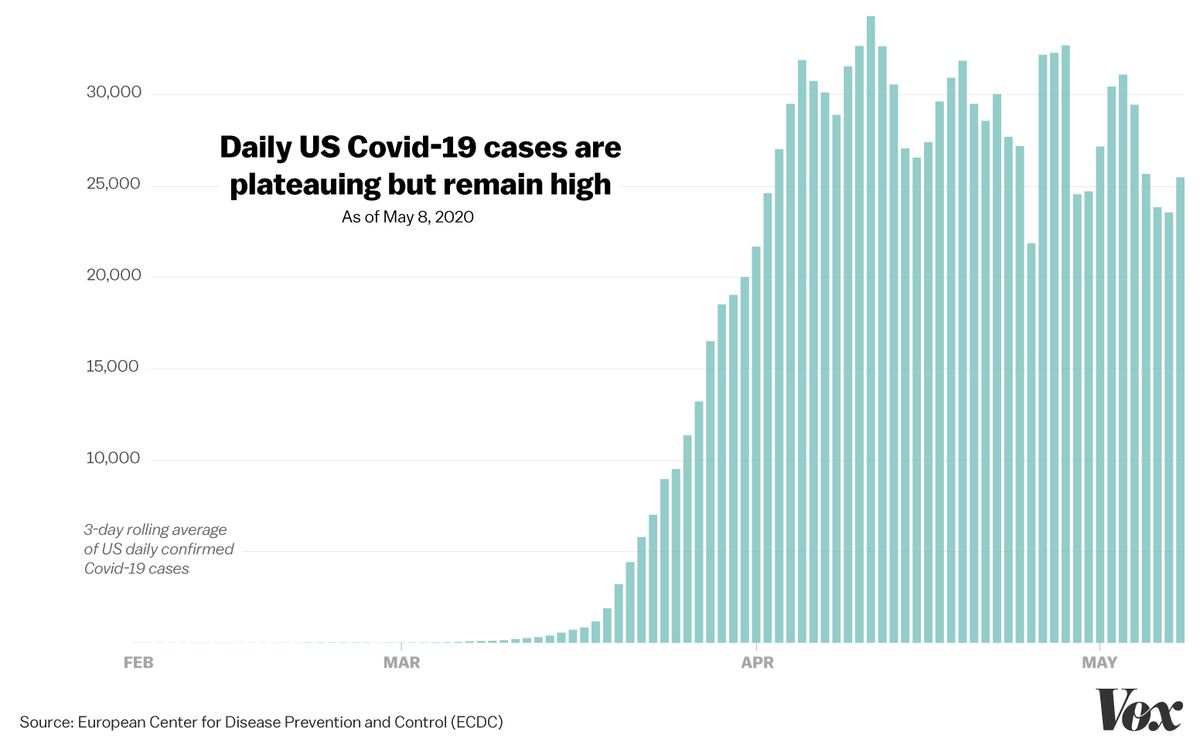 30,000
Daily US Covid-19 cases are
plateauing but remain high
25,000
As of May 8, 2020
20,000
15,000
10,000
3-day rolling average
of US daily confirmed
Covid-19 cases
FEB MAR APR MAY
Vox
Source: European Center for Disease Prevention and Control (ECDC)